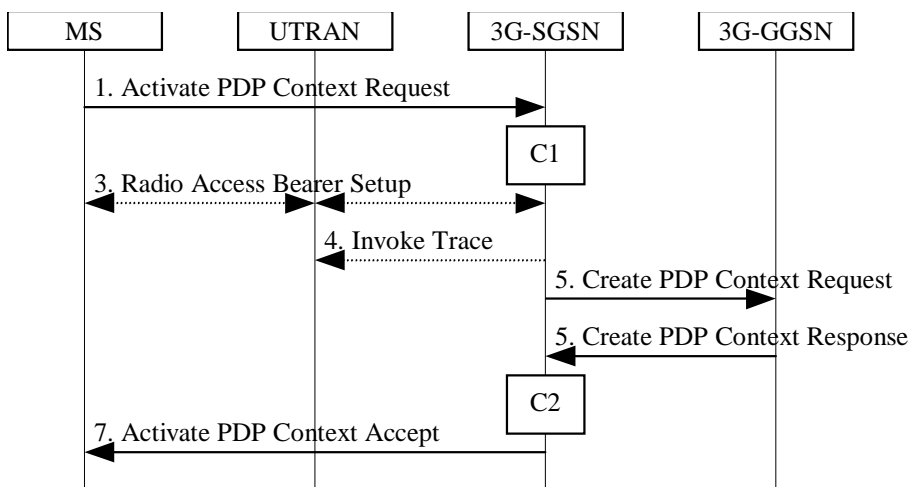 MS
UTRAN
3G-SGSN
3G-GGSN
1. Activate PDP Context Request
C1
3. Radio Access Bearer Setup
4. Invoke Trace
5. Create PDP Context Request
5. Create PDP Context Response
C2
7. Activate PDP Context Accept